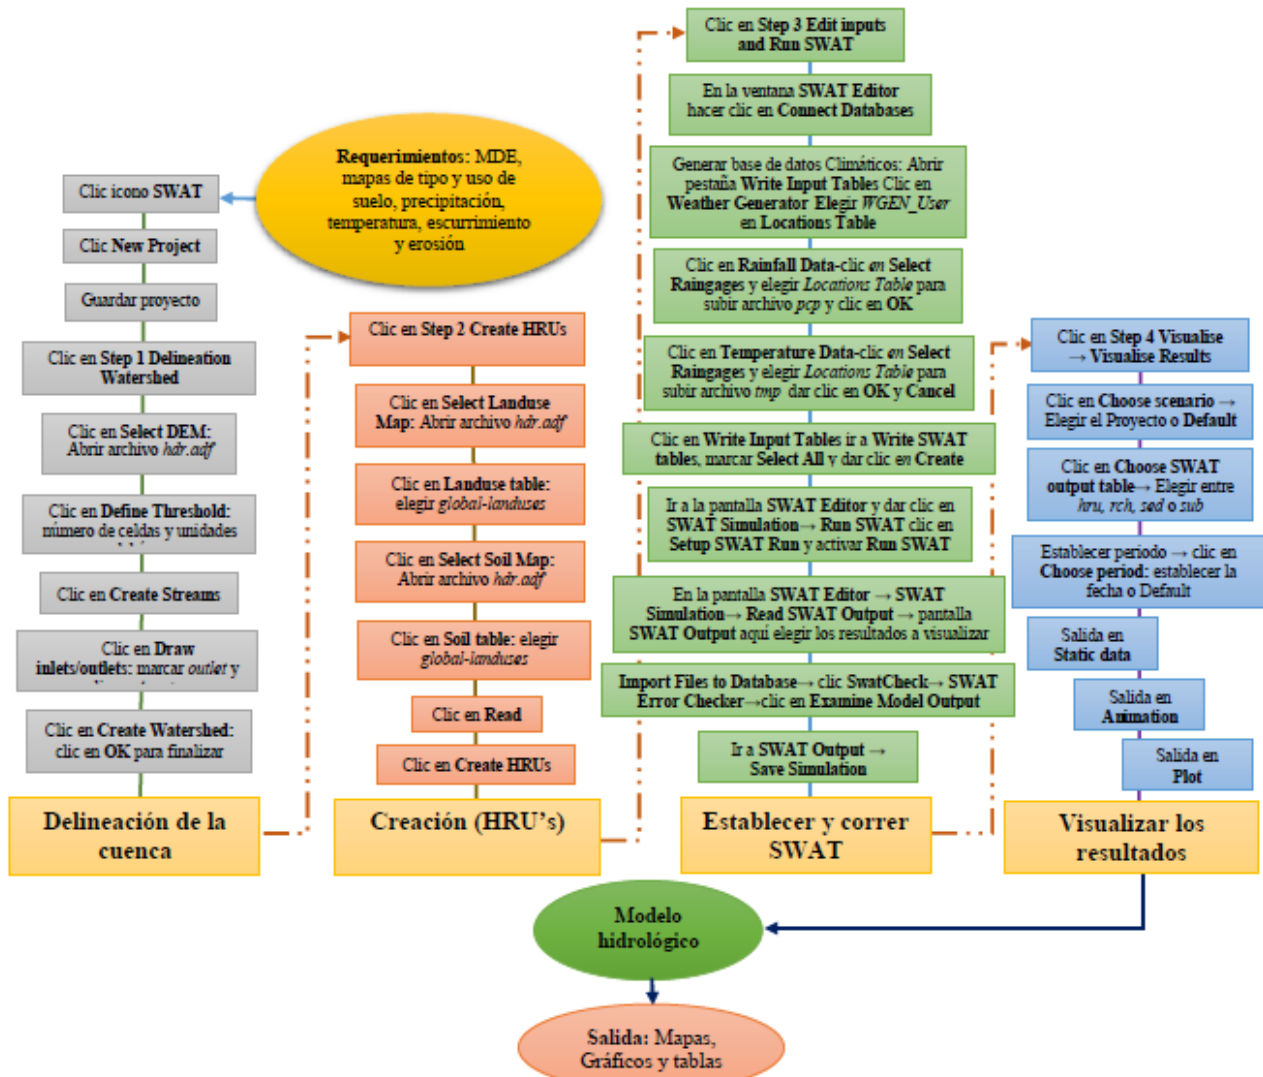 Requerimientos: MDE,
mapas de tipo y uso de
suelo, precipitación,
temperatura, escurrimiento
y erosión
Clic icono SWAT
Clic New Project
Guardar proyecto
Clic en Step 1 Delineation
Watershed
Clic en Select DEM:
Abrir archivo hdr.adf
Clic en Define Threshold:
número de celdas y unidades
Clic en Create Streams
Clic en Draw
inlets/outlets: marcar outlet y
Clic en Create Watershed:
clic en OK para finalizar
Delineación de la
cuenca
Clic en Step 2 Create HRUs
Clic en Select Landuse
Map: Abrir archivo hdr.adf
Clic en Landuse table:
elegir global-landuses
Clic en Select Soil Map:
Abrir archivo hdr.adf
Clic en Soil table: elegir
global-landuses
Clic en Read
Clic en Create HRUs
Creación (HRU’s)
Clic en Step 3 Edit inputs
and Run SWAT
En la ventana SWAT Editor
hacer clic en Connect Databases
Generar base de datos Climáticos: Abrir
pestaña Write Input Tables Clic en
Weather Generator Elegir WGEN_User
en Locations Table
Clic en Rainfall Data-clic en Select
Raingages y elegir Locations Table para
subir archivo pcp y clic en OK
Clic en Temperature Data-clic en Select
Raingages y elegir Locations Table para
subir archivo tmp dar clic en OK y Cancel
Clic en Write Input Tables ir a Write SWAT
tables, marcar Select All y dar clic en Create
Ir a la pantalla SWAT Editor y dar clic en
SWAT Simulation→ Run SWAT clic en
Setup SWAT Run y activar Run SWAT
En la pantalla SWAT Editor → SWAT
Simulation→ Read SWAT Output → pantalla
SWAT Output aquí elegir los resultados a visualizar
Import Files to Database→ clic SwatCheck→ SWAT
Error Checker→clic en Examine Model Output
Ir a SWAT Output →
Save Simulation
Establecer y correr
SWAT
Clic en Step 4 Visualise
→ Visualise Results
Clic en Choose scenario →
Elegir el Proyecto o Default
Clic en Choose SWAT
output table→ Elegir entre
hru, rch, sed o sub
Establecer periodo → clic en
Choose period: establecer la
fecha o Default
Salida en
Static data
Salida en
Animation
Salida en
Plot
Visualizar los
resultados
Modelo
hidrológico
Salida: Mapas,
Gráficos y tablas